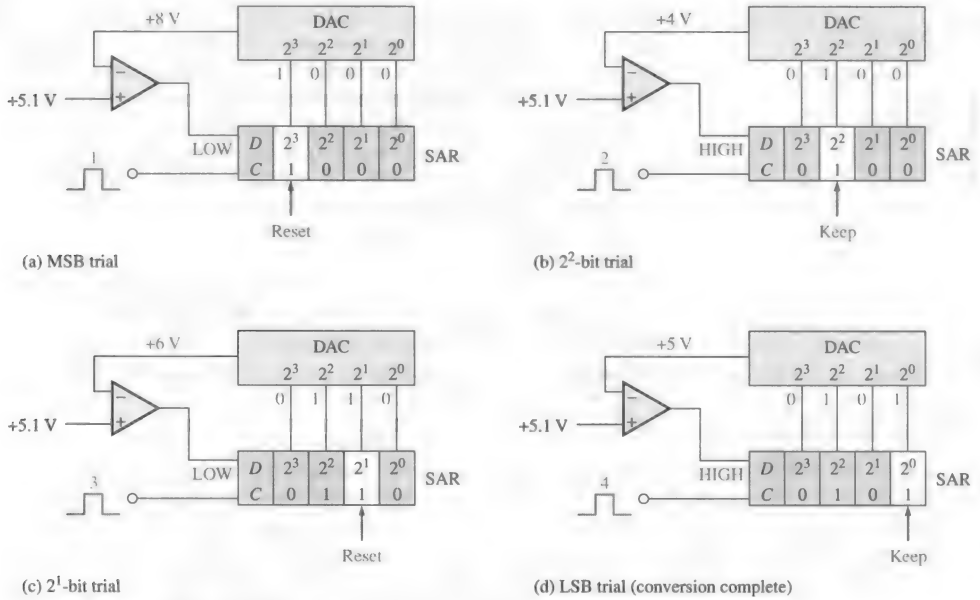 +8 V
DAC
2³ 2² 2¹ 2⁰
1 0 0 0
−
+
+5.1 V
LOW
D 2³ 2² 2¹ 2⁰
C 1 0 0 0
SAR
1
Reset
(a) MSB trial
+4 V
DAC
2³ 2² 2¹ 2⁰
0 1 0 0
−
+
+5.1 V
HIGH
D 2³ 2² 2¹ 2⁰
C 0 1 0 0
SAR
2
Keep
(b) 2²-bit trial
+6 V
DAC
2³ 2² 2¹ 2⁰
0 1 1 0
−
+
+5.1 V
LOW
D 2³ 2² 2¹ 2⁰
C 0 1 1 0
SAR
3
Reset
(c) 2¹-bit trial
+5 V
DAC
2³ 2² 2¹ 2⁰
0 1 0 1
−
+
+5.1 V
HIGH
D 2³ 2² 2¹ 2⁰
C 0 1 0 1
SAR
4
Keep
(d) LSB trial (conversion complete)